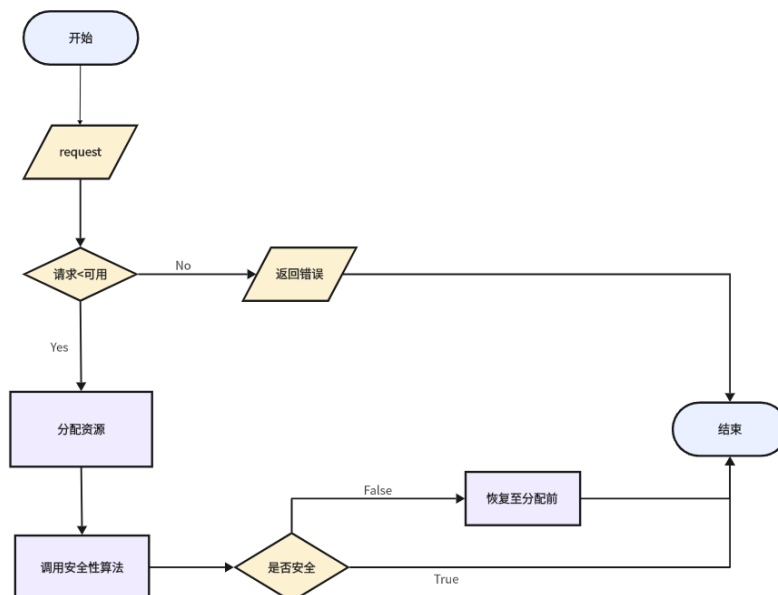 开始
request
请求<可用
No
返回错误
Yes
分配资源
结束
False
恢复至分配前
调用安全性算法
是否安全
True